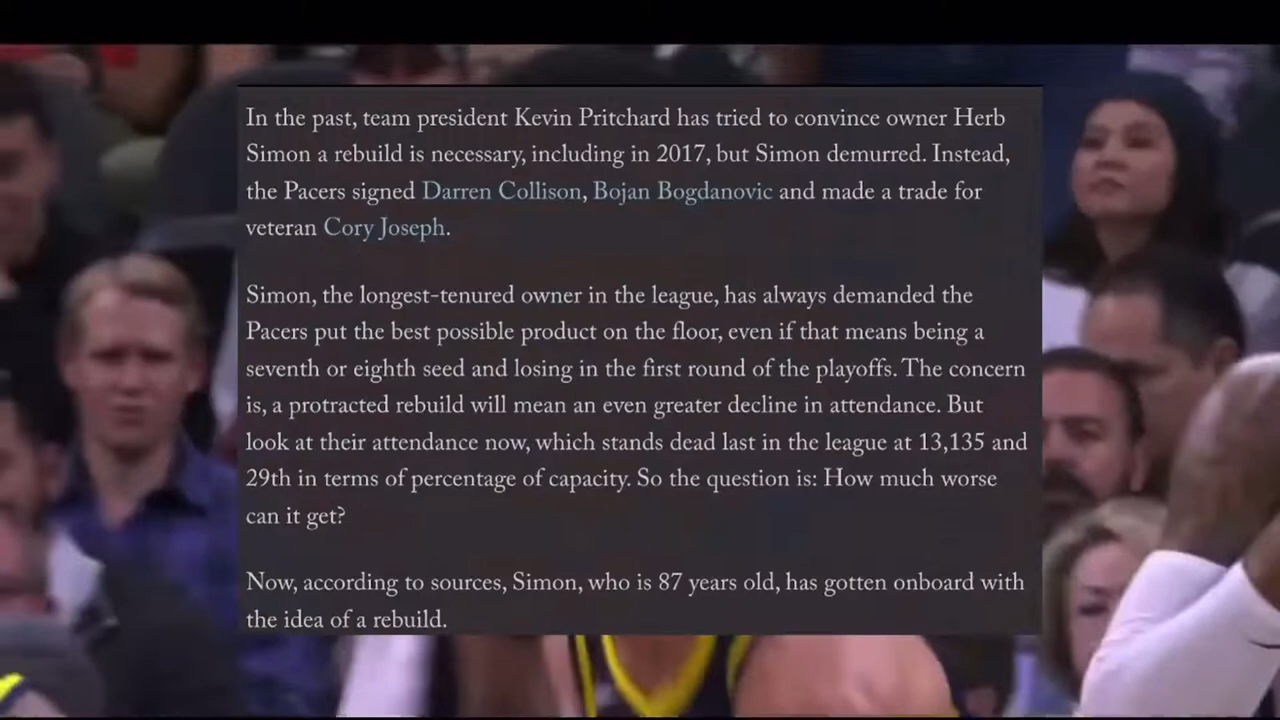 In the past, team president Kevin Pritchard has tried to convince owner Herb
Simon a rebuild is necessary, including in 2017, but Simon demurred. Instead,
the Pacers signed Darren Collison, Bojan Bogdanovic and made a trade for
veteran Cory Joseph.
Simon, the longest-tenured owner in the league, has always demanded the
Pacers put the best possible product on the floor, even if that means being a
seventh or eighth seed and losing in the first round of the playoffs. The concern
is, a protracted rebuild will mean an even greater decline in attendance. But
look at their attendance now, which stands dead last in the league at 13,135 and
29th in terms of percentage of capacity. So the question is: How much worse
can it get?
Now, according to sources, Simon, who is 87 years old, has gotten onboard with
the idea of a rebuild.